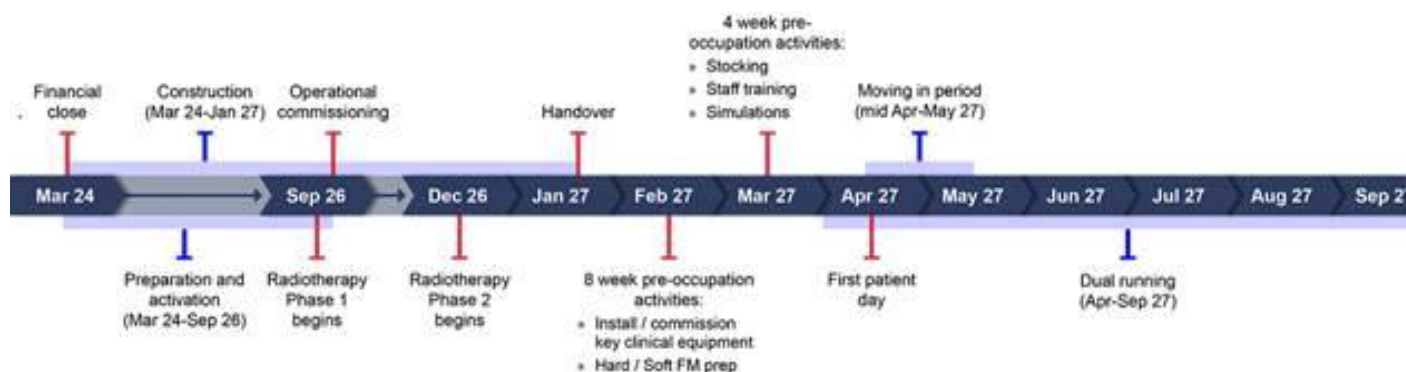 4 week pre-
occupation activities:
» Stocking
» Staff training
» Simulations
Financial
close
Construction
(Mar 24-Jan 27)
Operational
commissioning
Handover
Moving in period
(mid Apr-May 27)
Mar 24
Sep 26
Dec 26
Jan 27
Feb 27
Mar 27
Apr 27
May 27
Jun 27
Jul 27
Aug 27
Sep 27
Preparation and
activation
(Mar 24-Sep 26)
Radiotherapy
Phase 1
begins
Radiotherapy
Phase 2
begins
8 week pre-occupation
activities:
» Install / commission
key clinical equipment
» Hard / Soft FM prep
First patient
day
Dual running
(Apr-Sep 27)